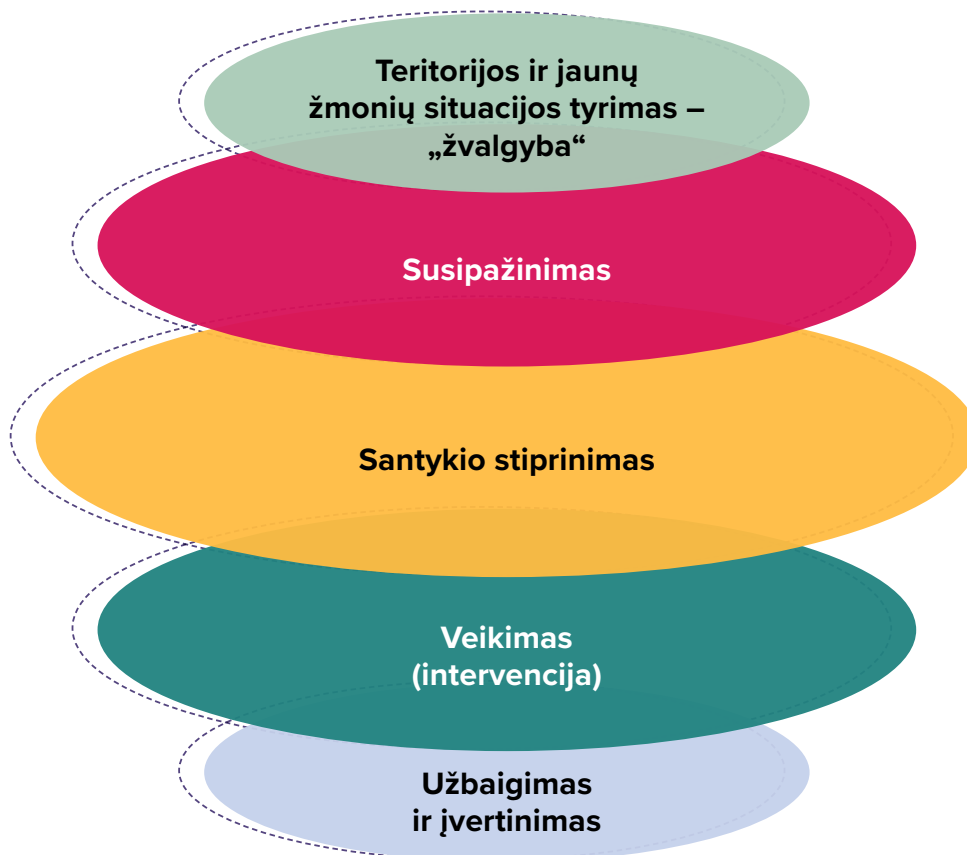 Teritorijos ir jaunų
žmonių situacijos tyrimas –
„žvalgyba“
Susipažinimas
Santykio stiprinimas
Veikimas
(intervencija)
Užbaigimas
ir įvertinimas